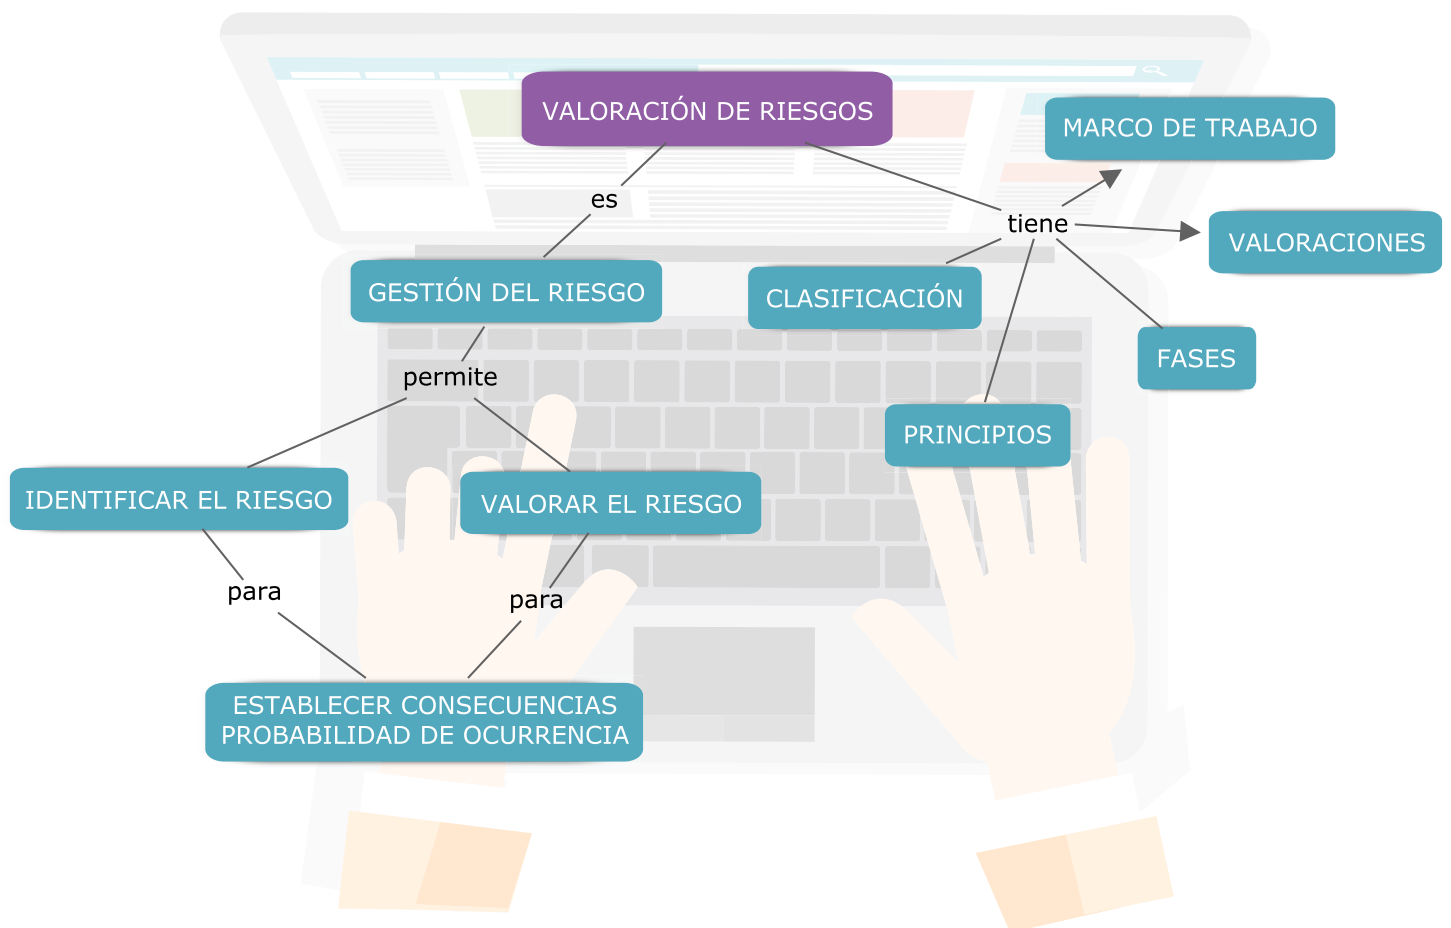 VALORACIÓN DE RIESGOS
MARCO DE TRABAJO
es
tiene
VALORACIONES
GESTIÓN DEL RIESGO
CLASIFICACIÓN
FASES
permite
PRINCIPIOS
IDENTIFICAR EL RIESGO
VALORAR EL RIESGO
para
para
ESTABLECER CONSECUENCIAS
PROBABILIDAD DE OCURRENCIA